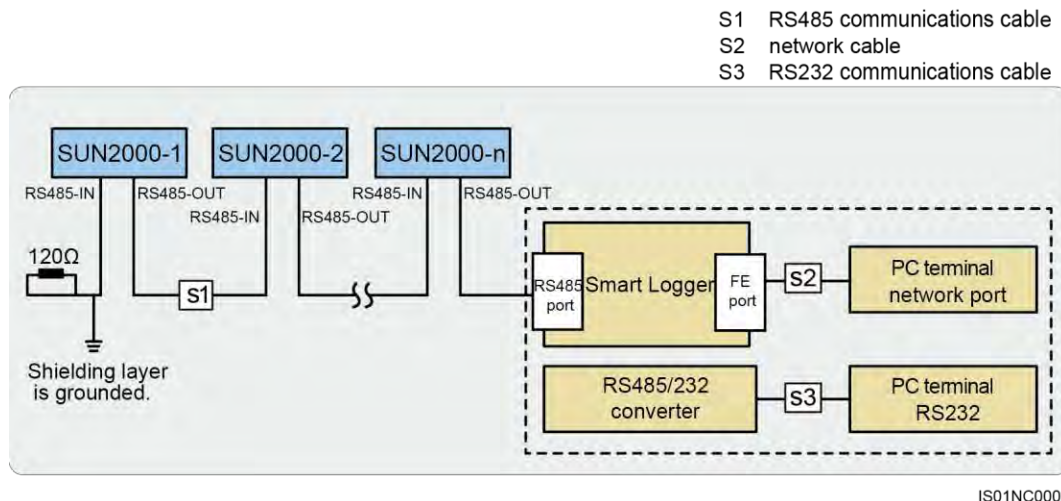 S1 RS485 communications cable
S2 network cable
S3 RS232 communications cable
SUN2000-1
SUN2000-2
SUN2000-n
RS485-IN
RS485-OUT
RS485-IN
RS485-OUT
RS485-IN
RS485-OUT
120Ω
S1
Shielding layer
is grounded.
RS485
port
Smart Logger
FE
port
S2
PC terminal
network port
RS485/232
converter
S3
PC terminal
RS232
IS01NC000